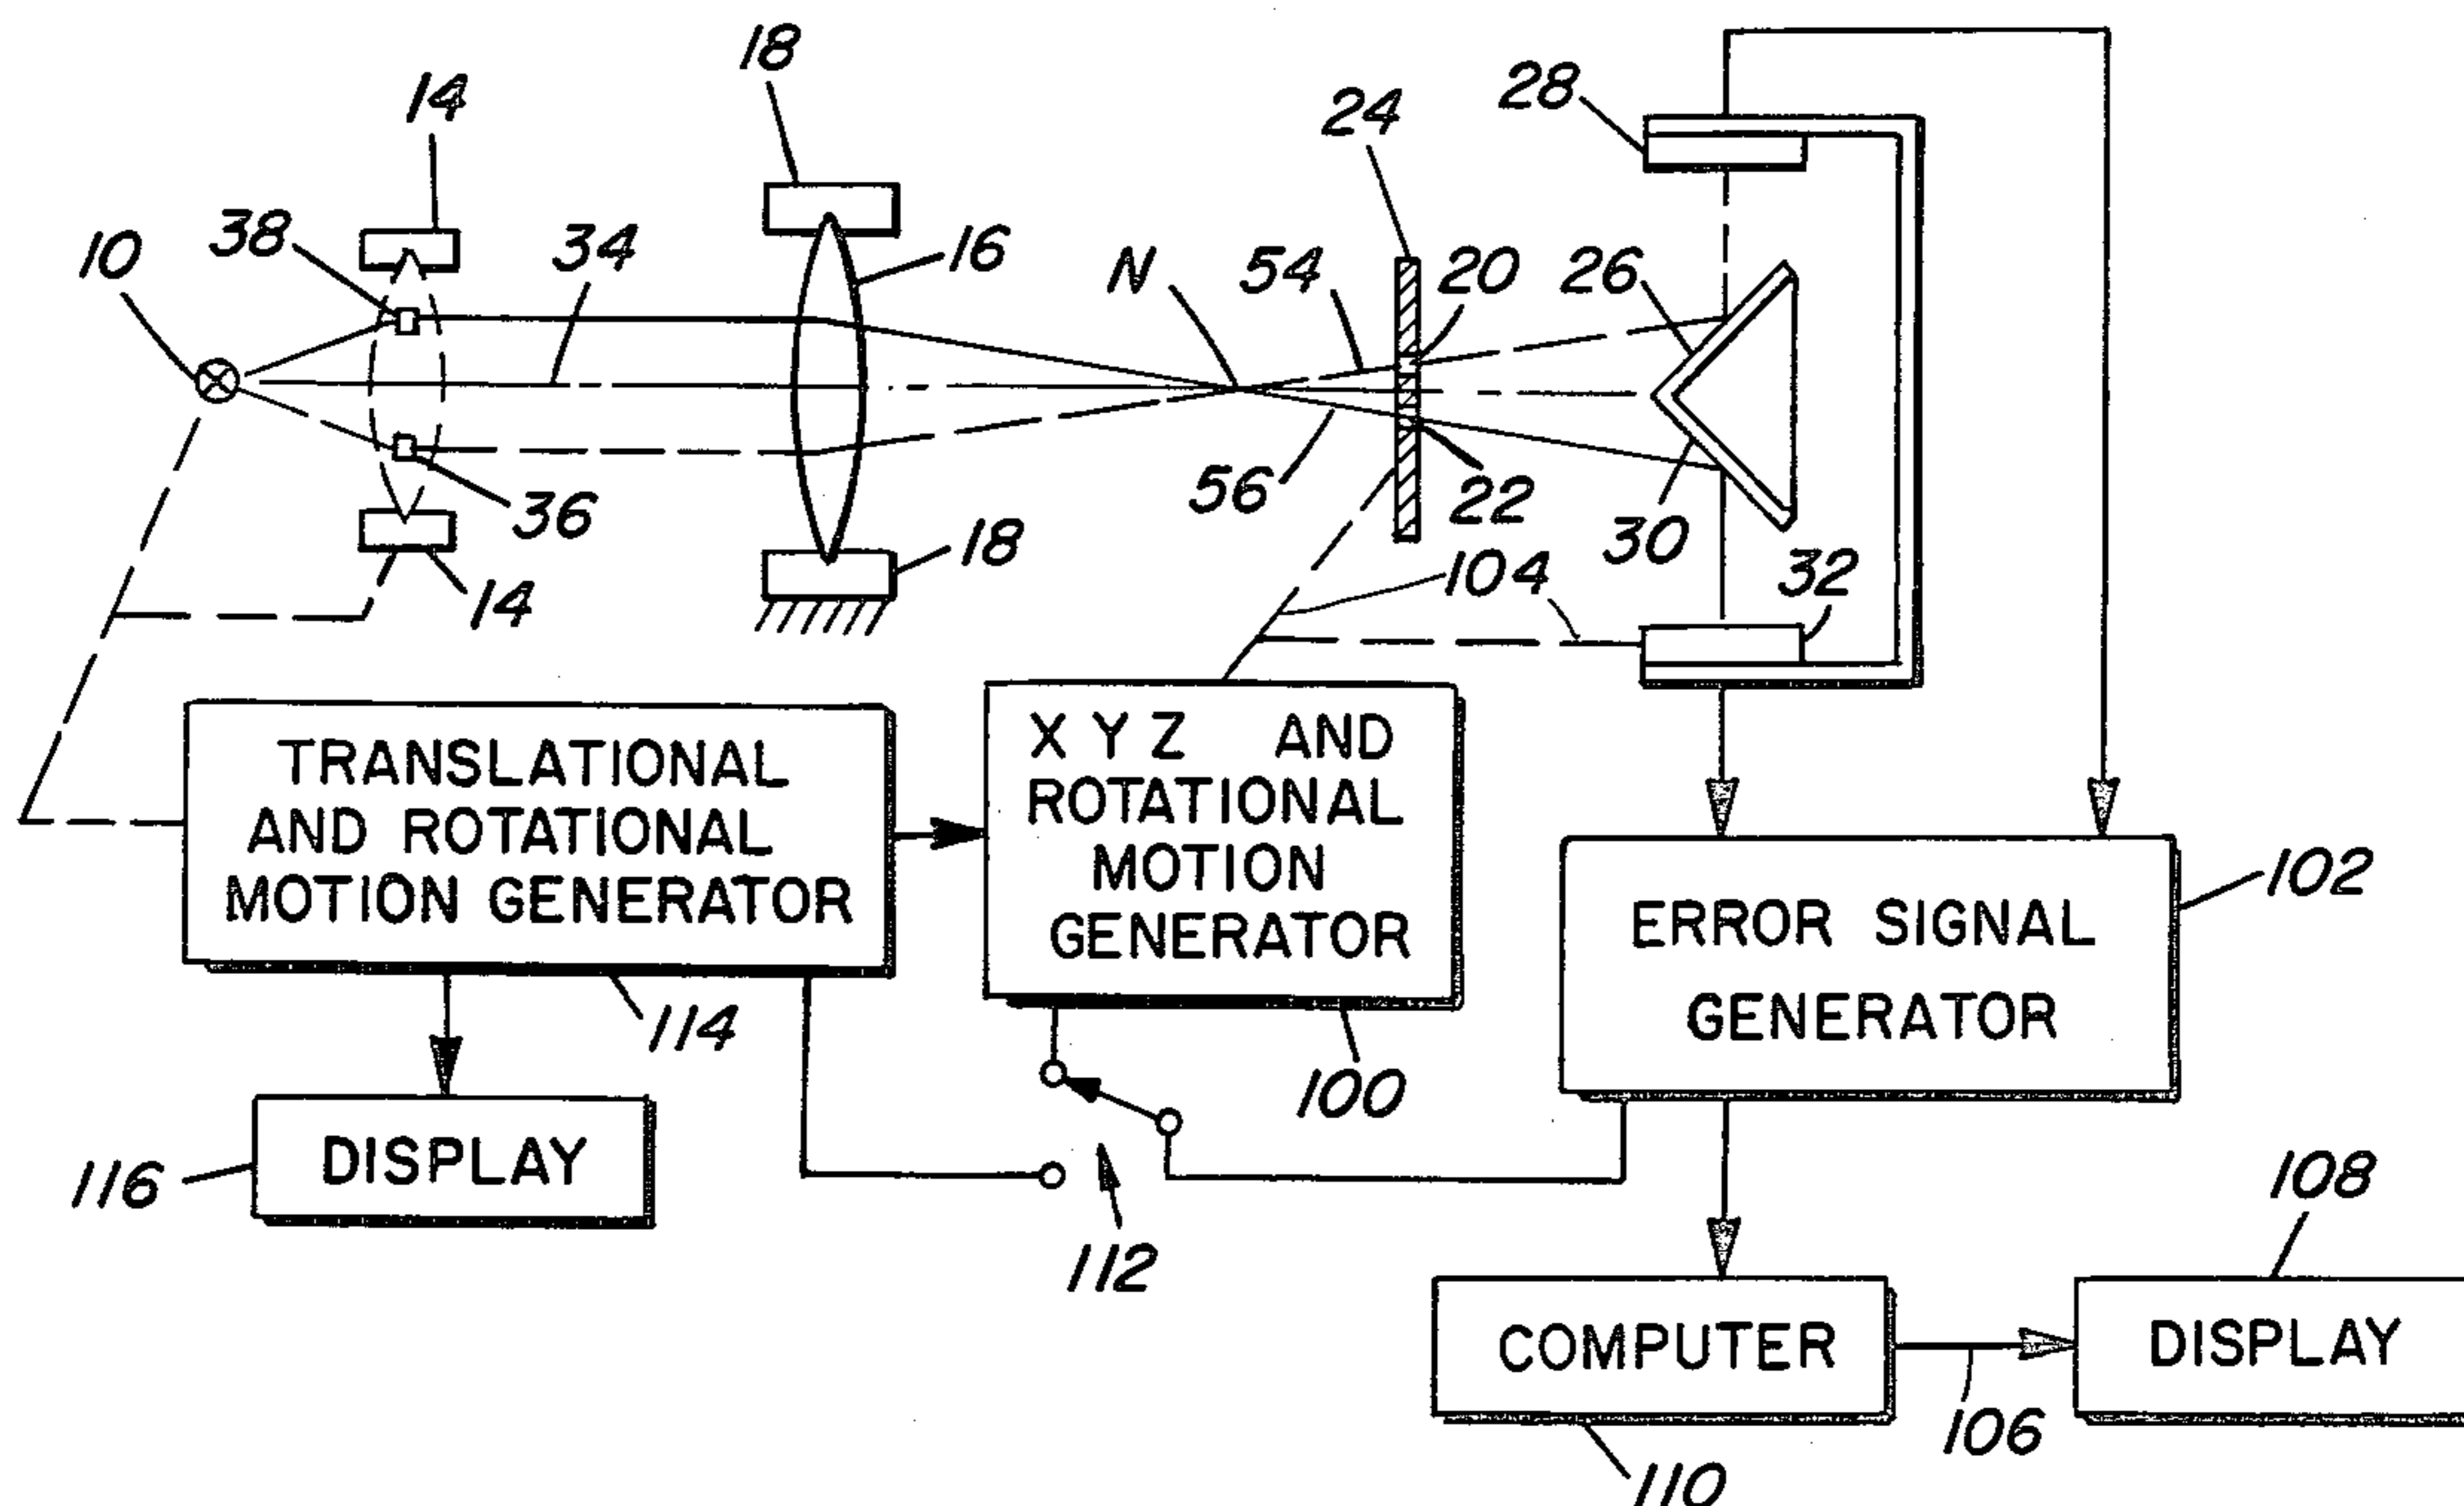 18
14
28
24
38
34
10
16
N
54
20
26
56
22
36
30
18
104
32
14
TRANSLATIONAL
AND ROTATIONAL
MOTION GENERATOR
X Y Z AND
ROTATIONAL
MOTION
GENERATOR
102
ERROR SIGNAL
GENERATOR
114
100
DISPLAY
116
112
108
COMPUTER
DISPLAY
106
110